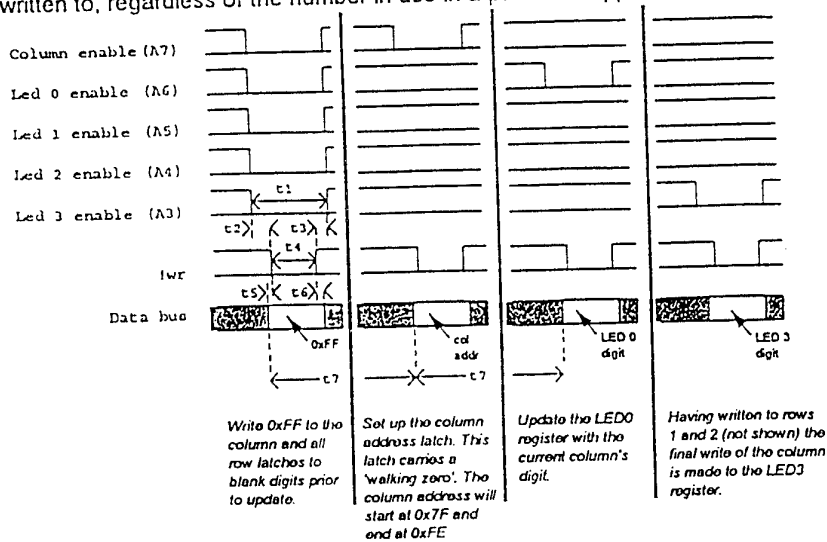 written to, regardless of the number in use in a
Column enable (A7)
Led 0 enable (A6)
Led 1 enable (A5)
Led 2 enable (A4)
Led 3 enable (A3)
t1
t2
t3
t4
!wr
t5
t6
Data bus
0xFF
col
addr
LED 0
digit
LED 3
digit
t7
t7
Write 0xFF to the
column and all
row latches to
blank digits prior
to update.
Set up the column
address latch. This
latch carries a
'walking zero'. The
column address will
start at 0x7F and
end at 0xFE
Update the LED0
register with the
current column's
digit.
Having written to rows
1 and 2 (not shown) the
final write of the column
is made to the LED3
register.